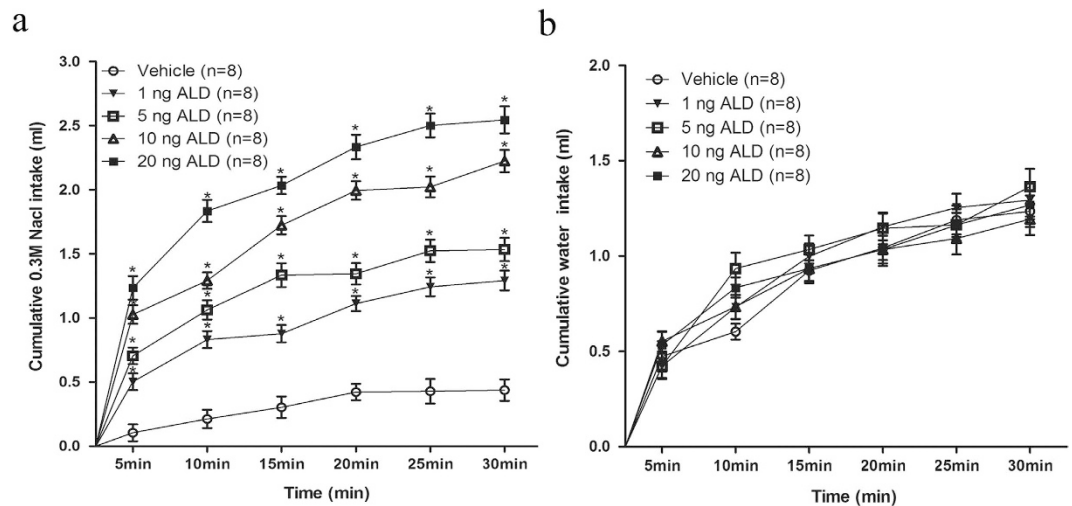 a
Cumulative 0.3M Nacl intake (ml)
3.0
2.5
2.0
1.5
1.0
0.5
0.0
Vehicle (n=8)
1 ng ALD (n=8)
5 ng ALD (n=8)
10 ng ALD (n=8)
20 ng ALD (n=8)
* * * * * *
* * * * * *
* * * * * *
* * * * * *
5min 10min 15min 20min 25min 30min
Time (min)
b
Cumulative water intake (ml)
2.0
1.5
1.0
0.5
0.0
Vehicle (n=8)
1 ng ALD (n=8)
5 ng ALD (n=8)
10 ng ALD (n=8)
20 ng ALD (n=8)
5min 10min 15min 20min 25min 30min
Time (min)